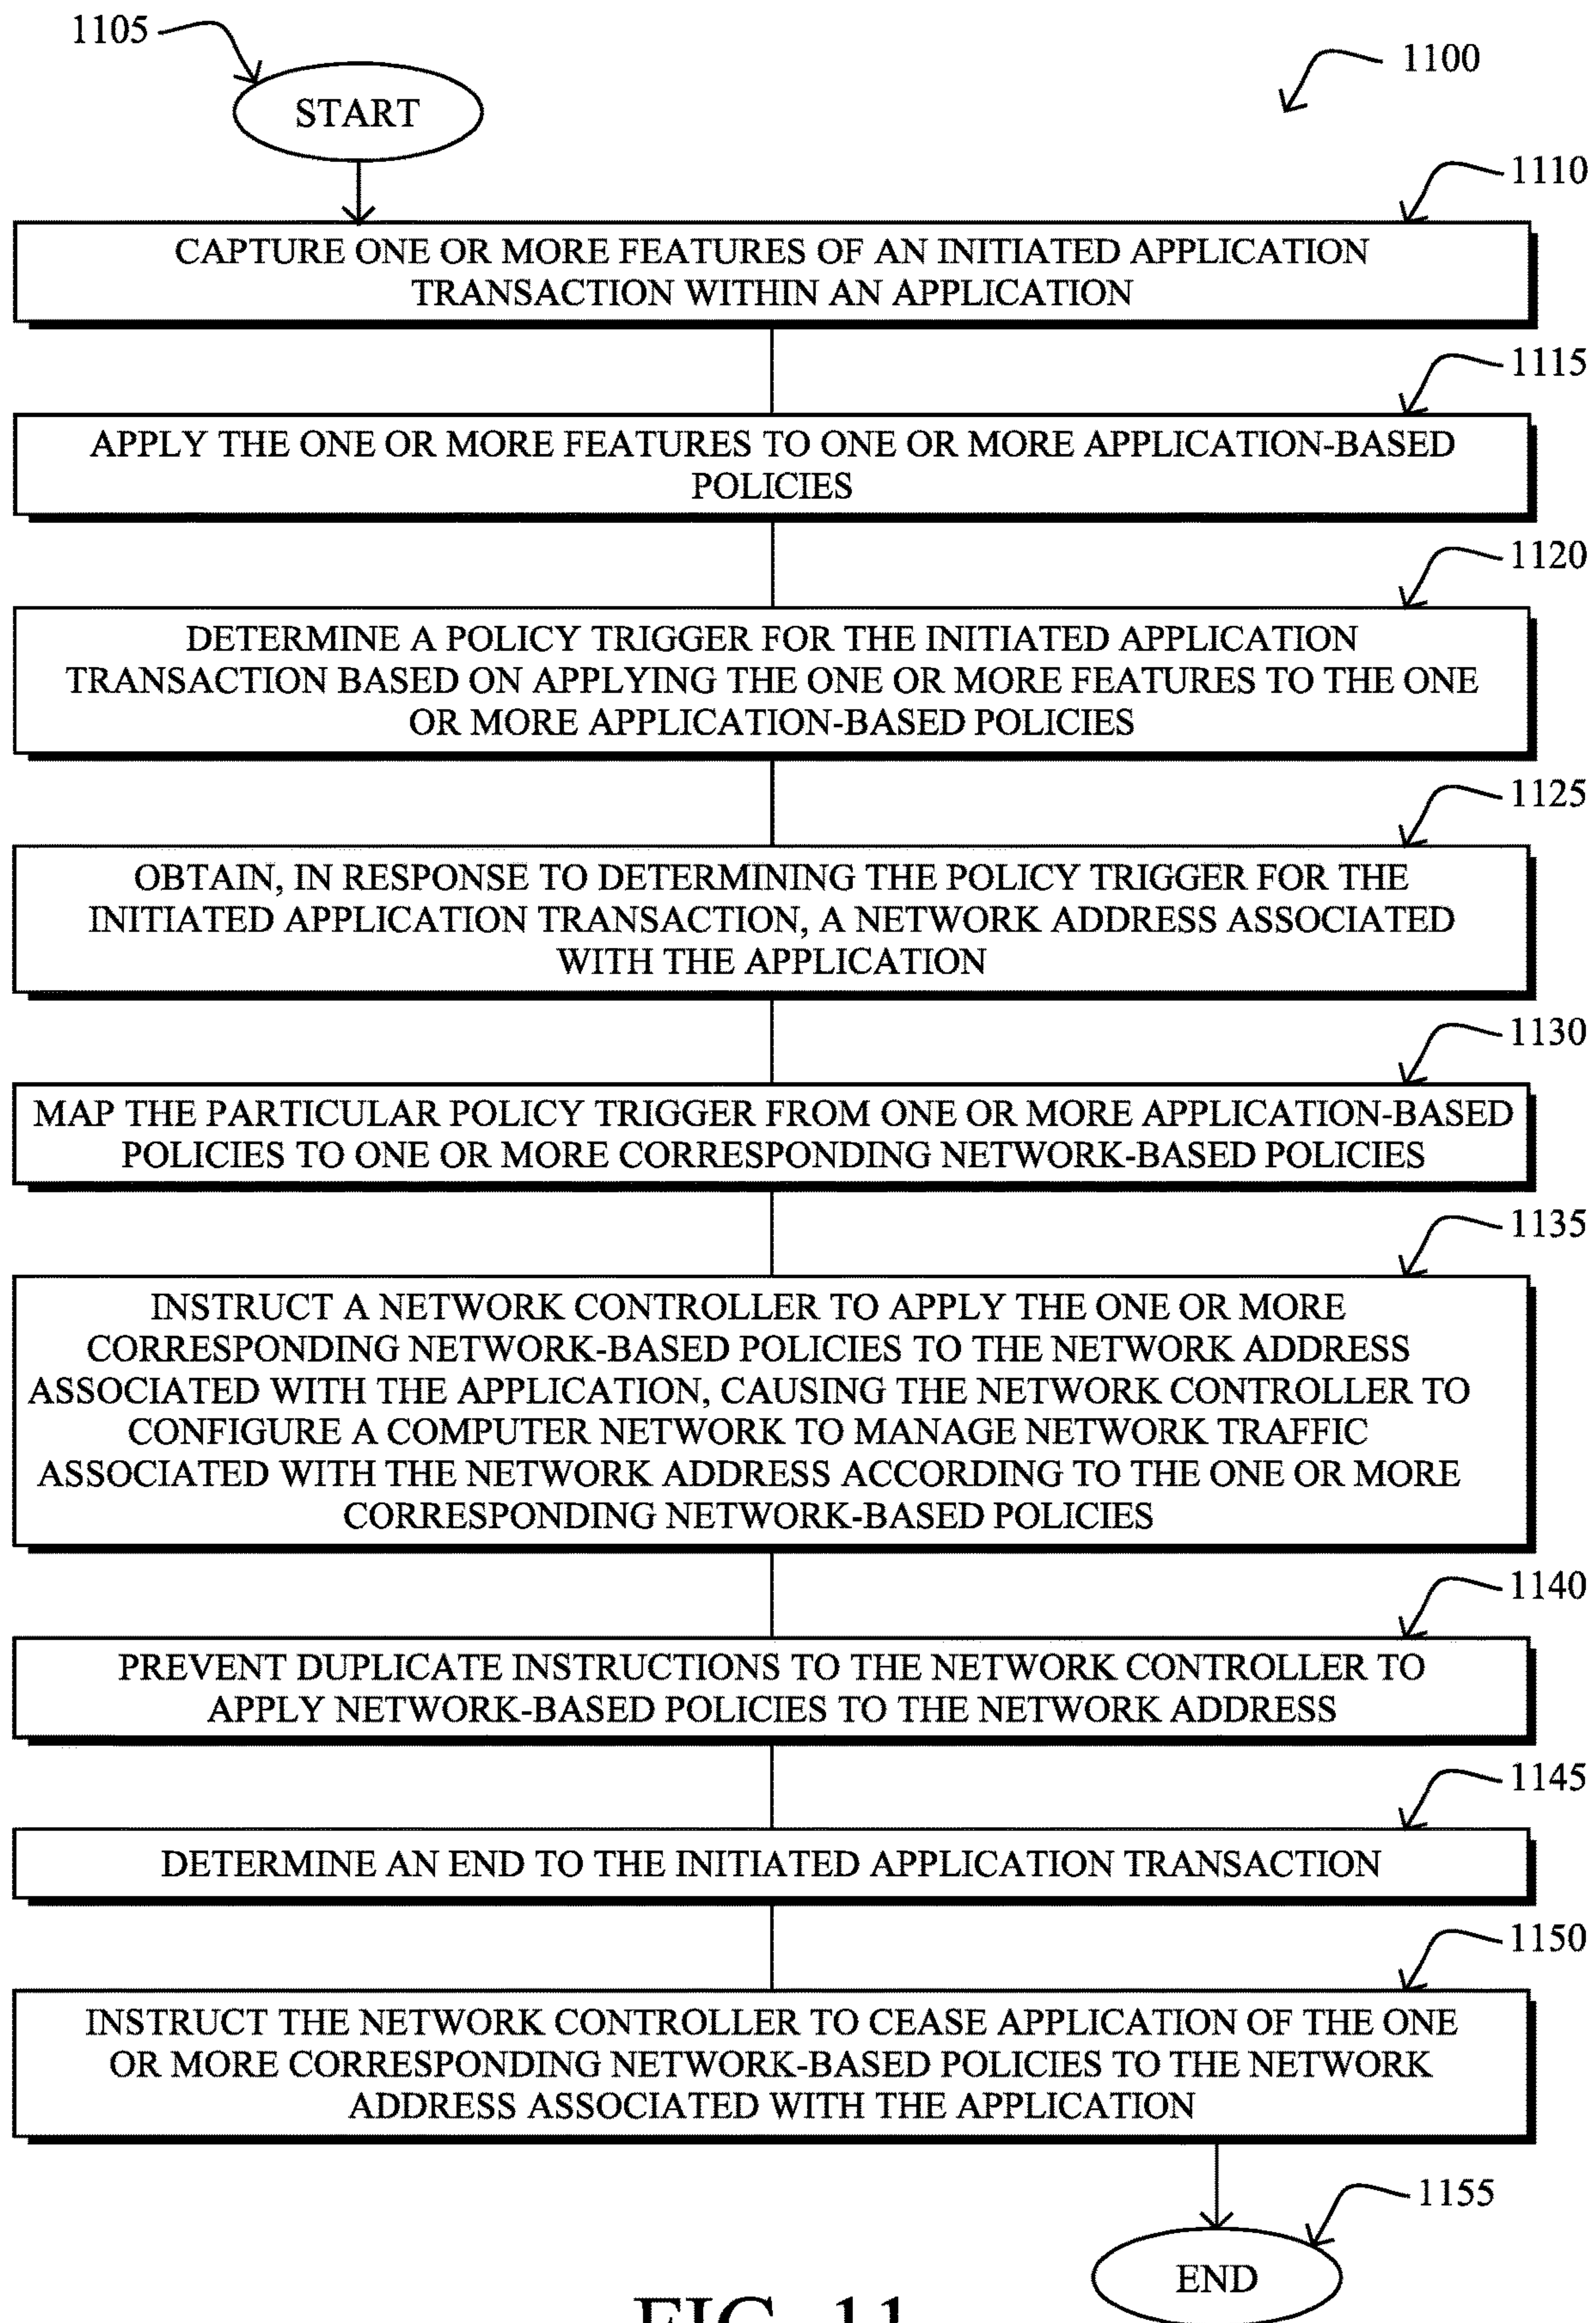 1105
1100
START
1110
CAPTURE ONE OR MORE FEATURES OF AN INITIATED APPLICATION
TRANSACTION WITHIN AN APPLICATION
1115
APPLY THE ONE OR MORE FEATURES TO ONE OR MORE APPLICATION-BASED
POLICIES
1120
DETERMINE A POLICY TRIGGER FOR THE INITIATED APPLICATION
TRANSACTION BASED ON APPLYING THE ONE OR MORE FEATURES TO THE ONE
OR MORE APPLICATION-BASED POLICIES
1125
OBTAIN, IN RESPONSE TO DETERMINING THE POLICY TRIGGER FOR THE
INITIATED APPLICATION TRANSACTION, A NETWORK ADDRESS ASSOCIATED
WITH THE APPLICATION
1130
MAP THE PARTICULAR POLICY TRIGGER FROM ONE OR MORE APPLICATION-BASED
POLICIES TO ONE OR MORE CORRESPONDING NETWORK-BASED POLICIES
1135
INSTRUCT A NETWORK CONTROLLER TO APPLY THE ONE OR MORE
CORRESPONDING NETWORK-BASED POLICIES TO THE NETWORK ADDRESS
ASSOCIATED WITH THE APPLICATION, CAUSING THE NETWORK CONTROLLER TO
CONFIGURE A COMPUTER NETWORK TO MANAGE NETWORK TRAFFIC
ASSOCIATED WITH THE NETWORK ADDRESS ACCORDING TO THE ONE OR MORE
CORRESPONDING NETWORK-BASED POLICIES
1140
PREVENT DUPLICATE INSTRUCTIONS TO THE NETWORK CONTROLLER TO
APPLY NETWORK-BASED POLICIES TO THE NETWORK ADDRESS
1145
DETERMINE AN END TO THE INITIATED APPLICATION TRANSACTION
1150
INSTRUCT THE NETWORK CONTROLLER TO CEASE APPLICATION OF THE ONE
OR MORE CORRESPONDING NETWORK-BASED POLICIES TO THE NETWORK
ADDRESS ASSOCIATED WITH THE APPLICATION
1155
END
FIG. 11